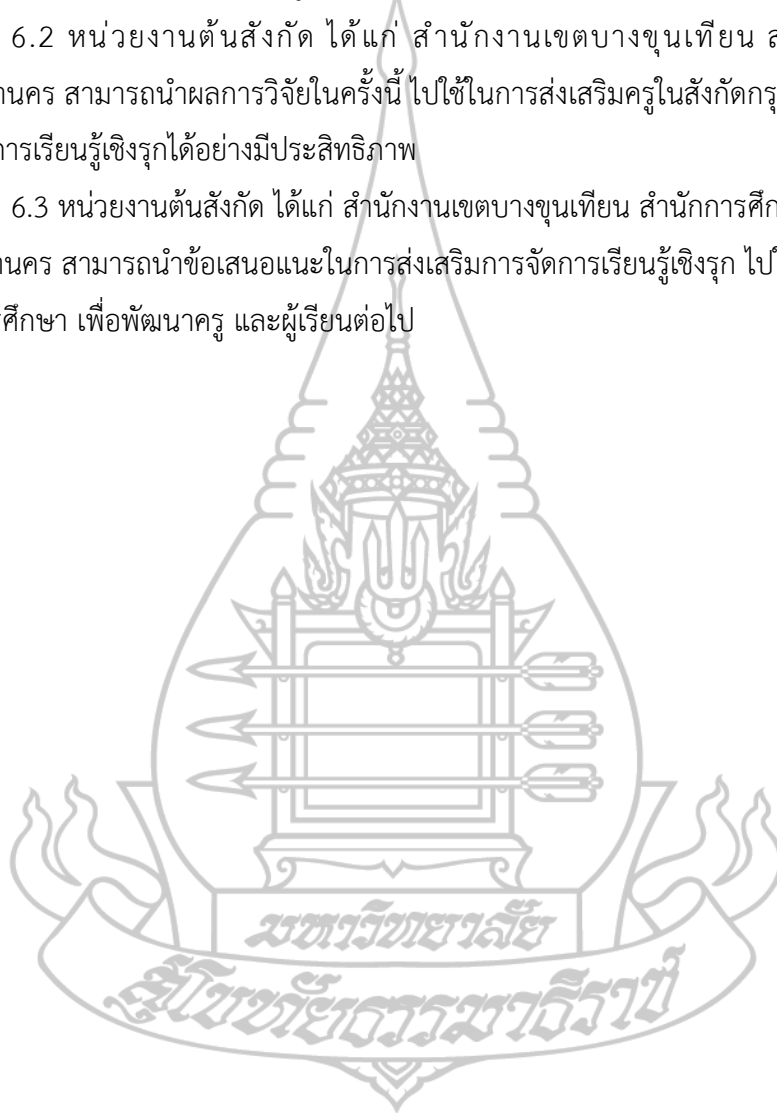 6.2 หน่วยงานต้นสังกัด ได้แก่ สำนักงานเขตบางขุนเทียน
านคร สามารถนำผลการวิจัยในครั้งนี้ ไปใช้ในการส่งเสริมครูในสังกัดกรุ
การเรียนรู้เชิงรุกได้อย่างมีประสิทธิภาพ
6.3 หน่วยงานต้นสังกัด ได้แก่ สำนักงานเขตบางขุนเทียน สำนักการศึก
านคร สามารถนำข้อเสนอแนะในการส่งเสริมการจัดการเรียนรู้เชิงรุก ไปใ
ศึกษา เพื่อพัฒนาครู และผู้เรียนต่อไป
มหาวิทยาลัย
สุโขทัยธรรมาธิราช